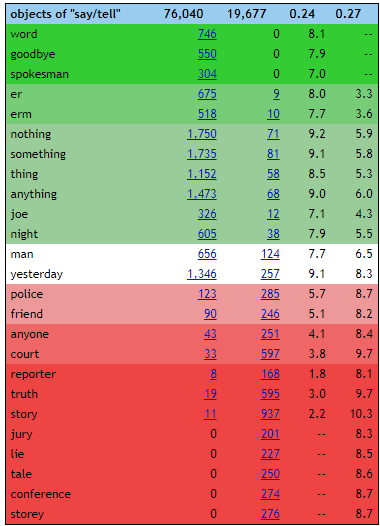 objects of "say/tell" 76,040 19,677 0.24 0.27
word 746 0 8.1 --
goodbye 550 0 7.9 --
spokesman 304 0 7.0 --
er 675 9 8.0 3.3
erm 518 10 7.7 3.6
nothing 1,750 71 9.2 5.9
something 1,735 81 9.1 5.8
thing 1,152 58 8.5 5.3
anything 1,473 68 9.0 6.0
joe 326 12 7.1 4.3
night 605 38 7.9 5.5
man 656 124 7.7 6.5
yesterday 1,346 257 9.1 8.3
police 123 285 5.7 8.7
friend 90 246 5.1 8.2
anyone 43 251 4.1 8.4
court 33 597 3.8 9.7
reporter 8 168 1.8 8.1
truth 19 595 3.0 9.7
story 11 937 2.2 10.3
jury 0 201 -- 8.3
lie 0 227 -- 8.5
tale 0 250 -- 8.6
conference 0 274 -- 8.7
storey 0 276 -- 8.7